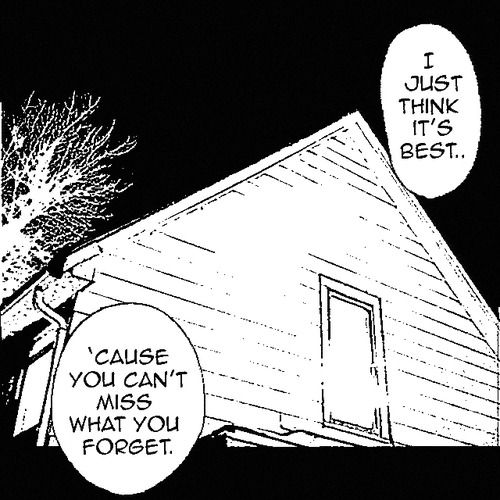 I
JUST
THINK
IT'S
BEST..
'CAUSE
YOU CAN'T
MISS
WHAT YOU
FORGET.